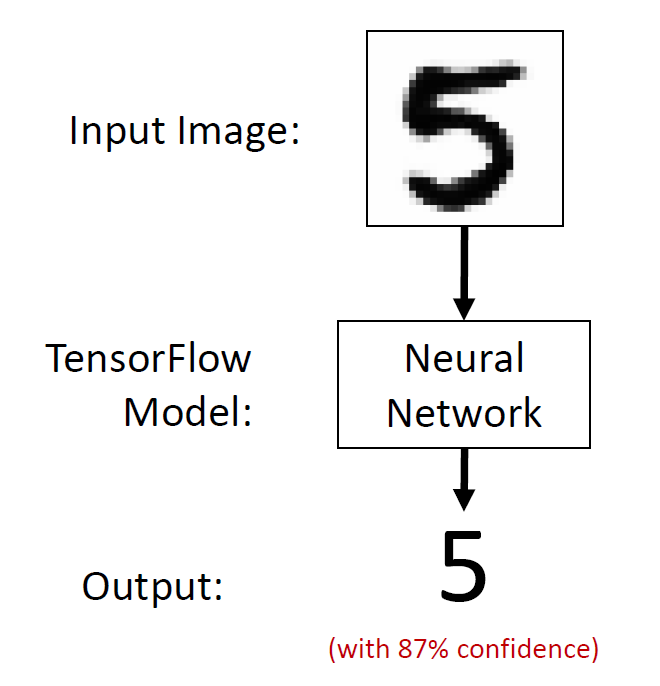 Input Image:
5
TensorFlow
Model:
Neural
Network
Output:
5
(with 87% confidence)